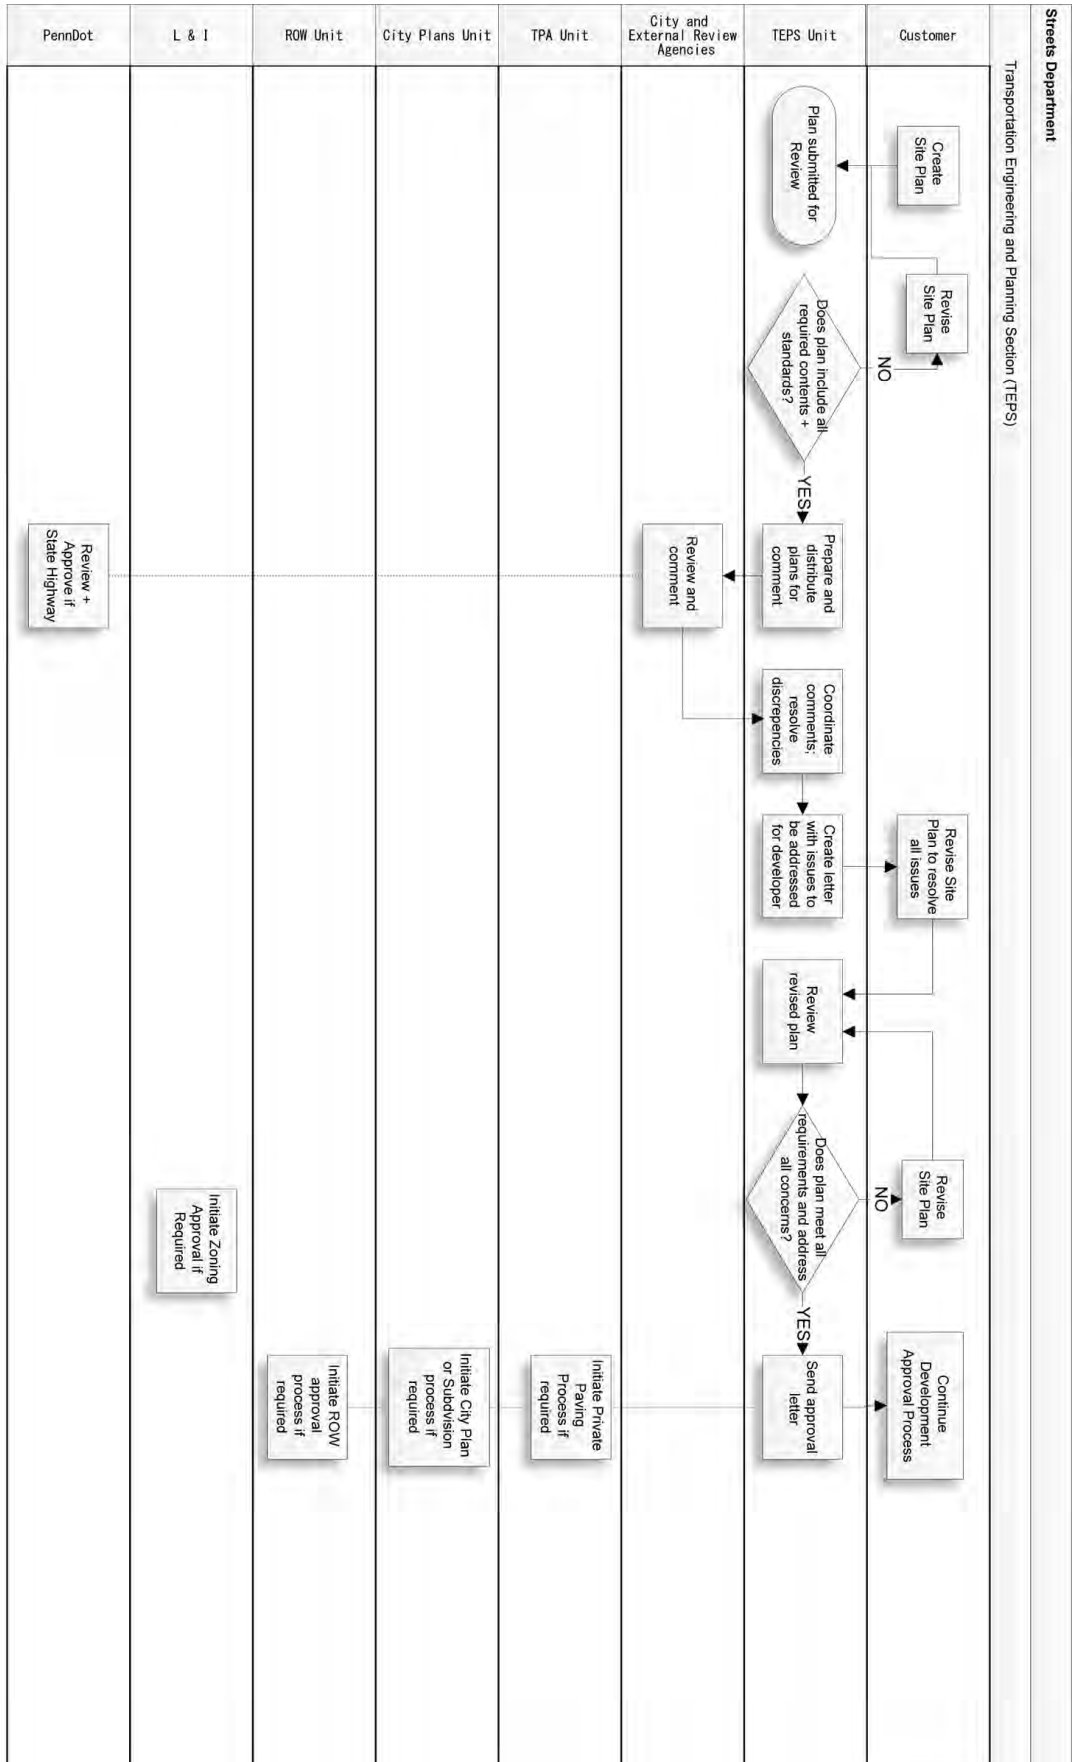 Streets Department
Transportation Engineering and Planning Section (TEPS)
Customer
TEPS Unit
City and
External Review
Agencies
TPA Unit
City Plans Unit
ROW Unit
L & I
PennDot
Create
Site Plan
Plan submitted for
Review
Revise
Site Plan
NO
Does plan include all
required contents +
standards?
YES
Prepare and
distribute
plans for
comment
Review and
comment
Review +
Approve if
State Highway
Coordinate
comments;
resolve
discrepencies
Create letter
with issues to
be addressed
for developer
Revise Site
Plan to resolve
all issues
Review
revised plan
Revise
Site Plan
NO
Does plan meet all
requirements and address
all concerns?
YES
Initiate Zoning
Approval if
Required
Continue
Development
Approval Process
Send approval
letter
Initiate Private
Paving
Process if
required
Initiate City Plan
or Subdvision
process if
required
Initiate ROW
approval
process if
required